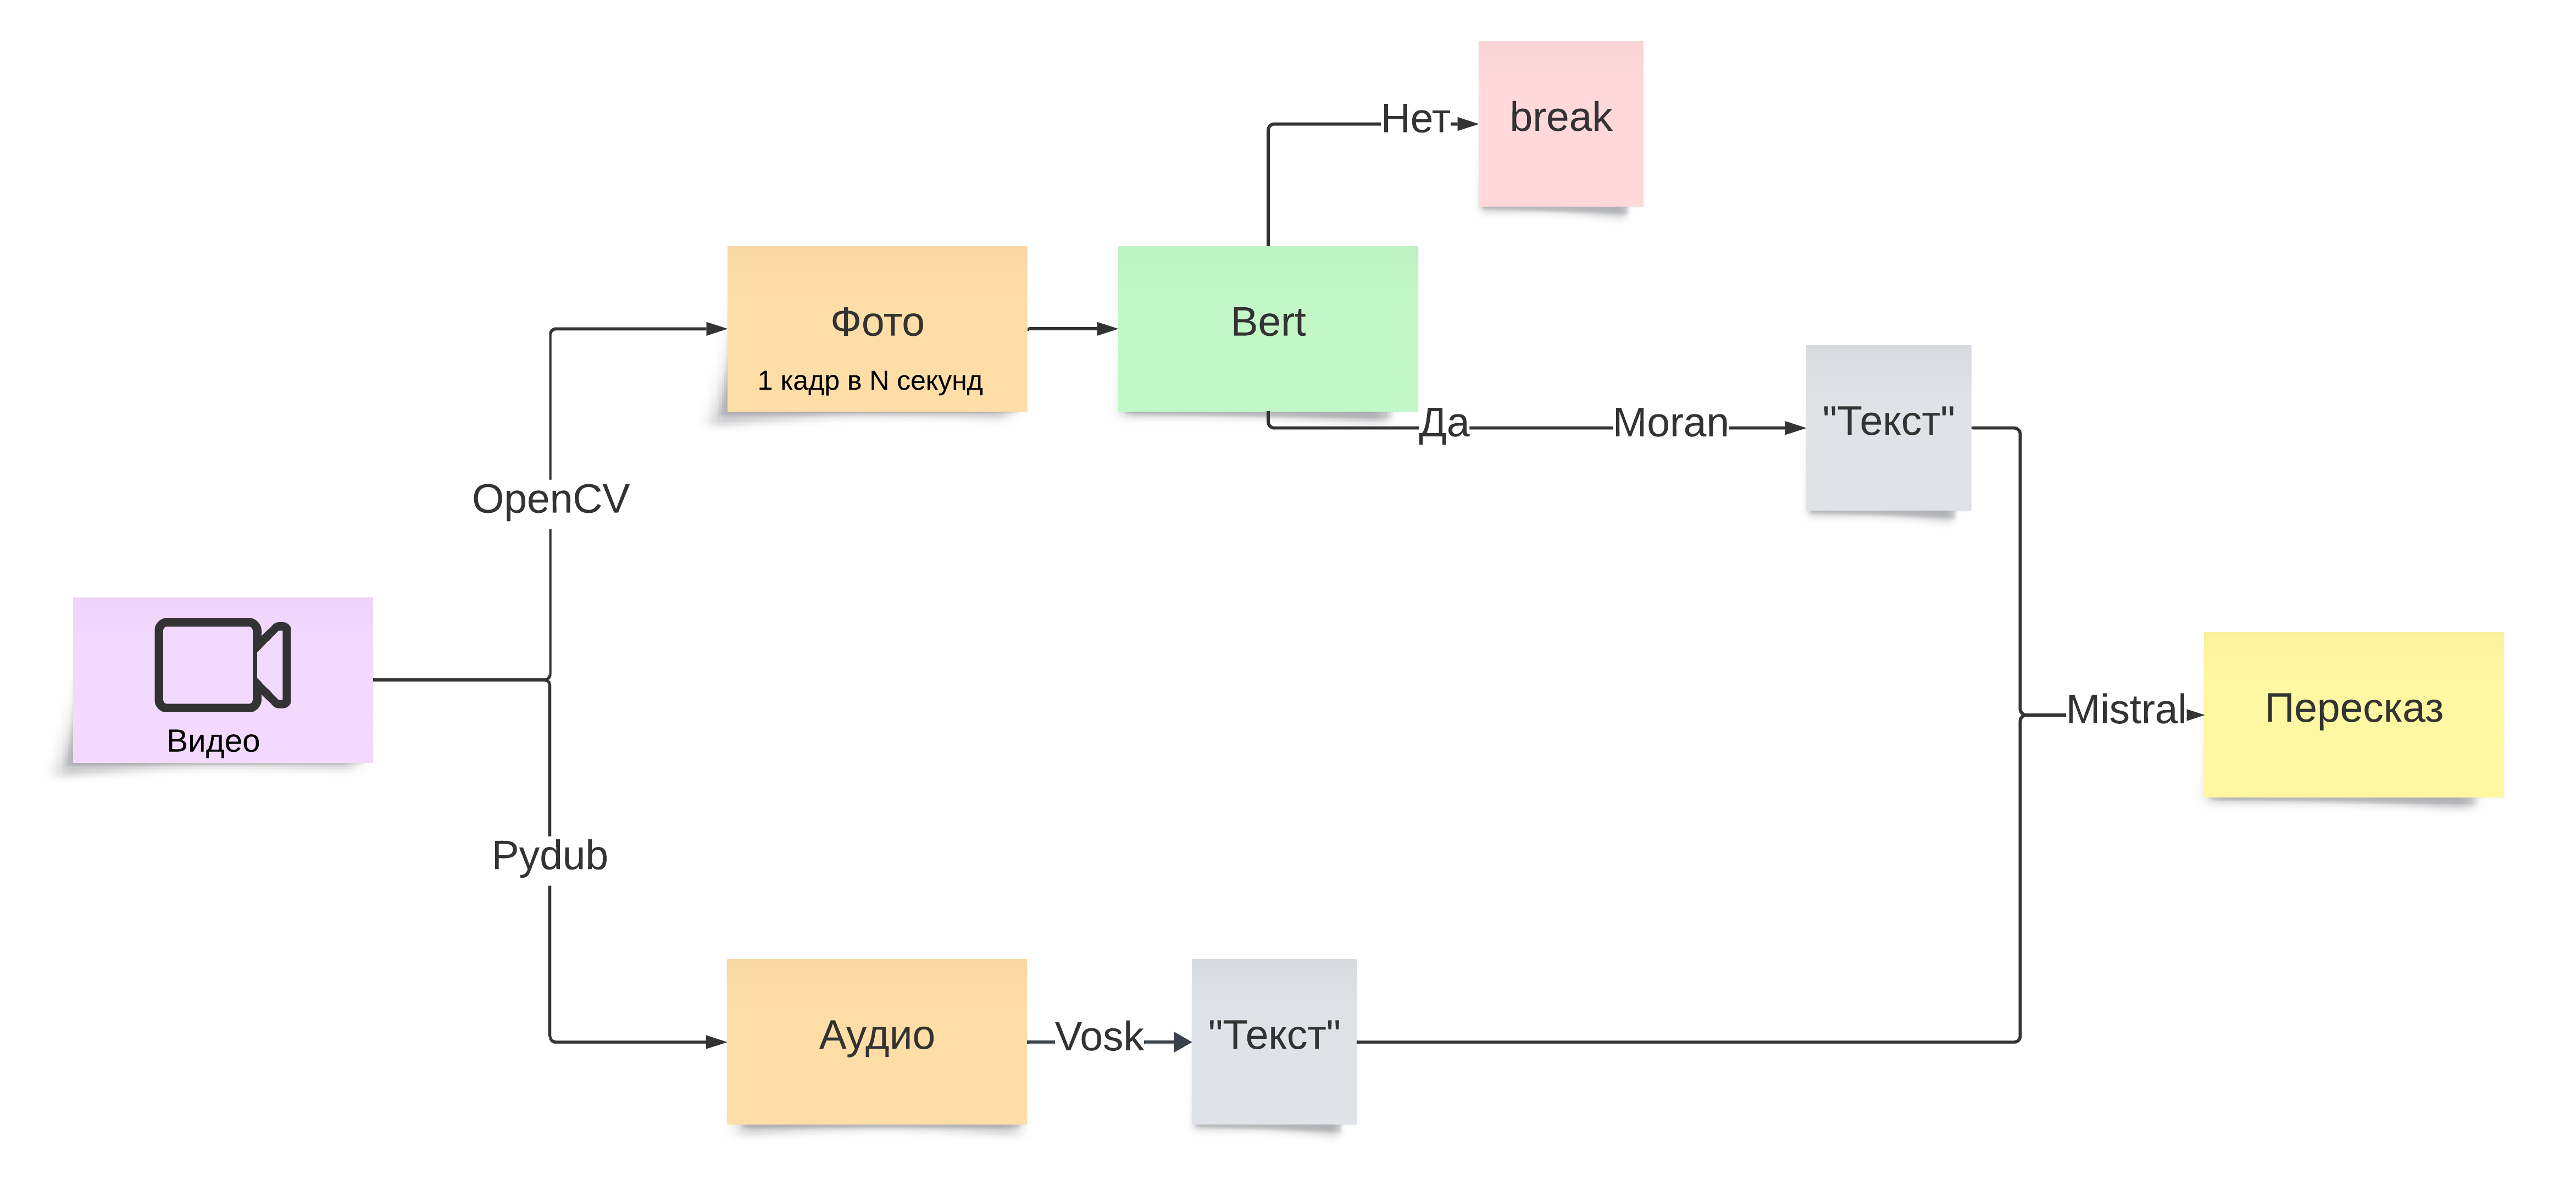 Нет
break
Фото
1 кадр в N секунд
Bert
Да
Moran
"Текст"
OpenCV
Видео
Mistral
Пересказ
Pydub
Аудио
Vosk
"Текст"